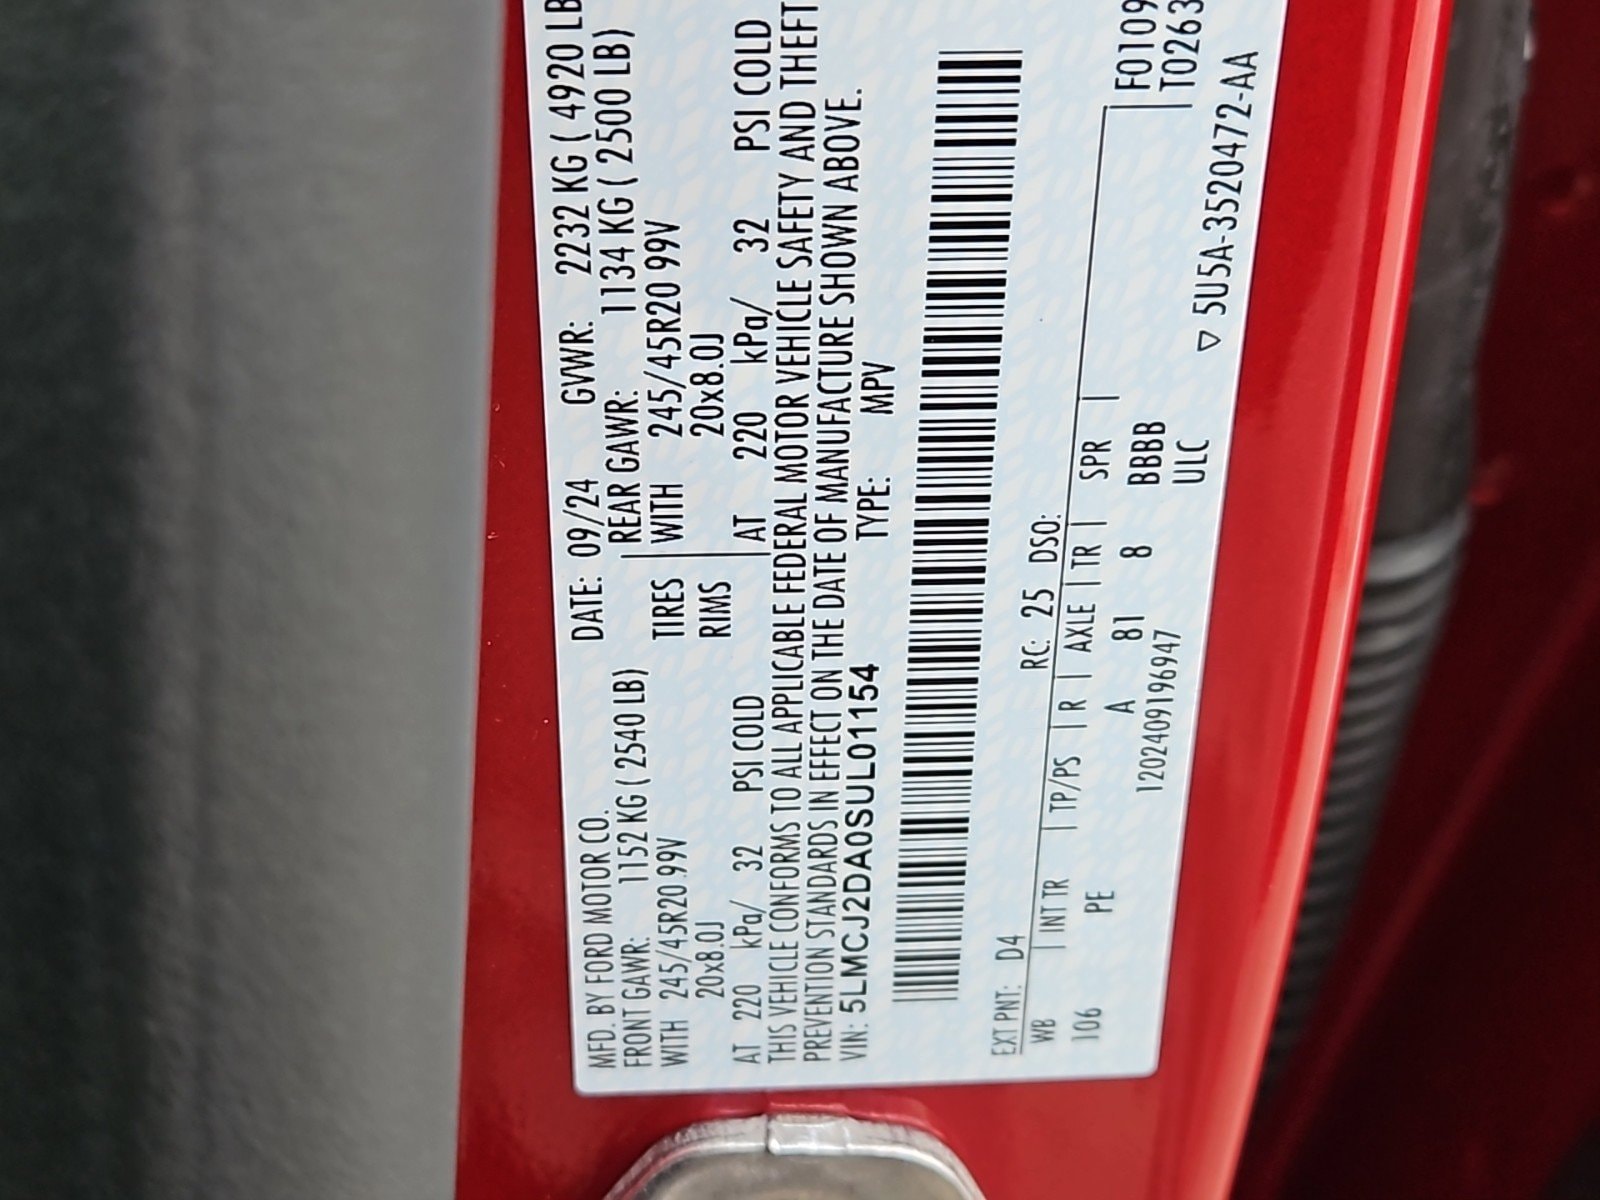 MFD. BY FORD MOTOR CO.
DATE: 09/24 GVWR: 2232 KG ( 4920 LB
FRONT GAWR: 1152 KG ( 2540 LB) REAR GAWR: 1134 KG ( 2500 LB)
WITH 245/45R20 99V TIRES WITH 245/45R20 99V
20x8.0J RIMS 20x8.0J
AT 220 kPa/ 32 PSI COLD AT 220 kPa/ 32 PSI COLD
THIS VEHICLE CONFORMS TO ALL APPLICABLE FEDERAL MOTOR VEHICLE SAFETY AND THEFT
PREVENTION STANDARDS IN EFFECT ON THE DATE OF MANUFACTURE SHOWN ABOVE.
VIN: 5LMCJ2DA0SUL01154 TYPE: MPV
EXT PNT: D4 RC: 25 DSO:
WB INT TR TP/PS R AXLE TR SPR F0109
106 PE A 81 8 BBBB T0263
1202409196947 ULC
▽ 5U5A-3520472-AA